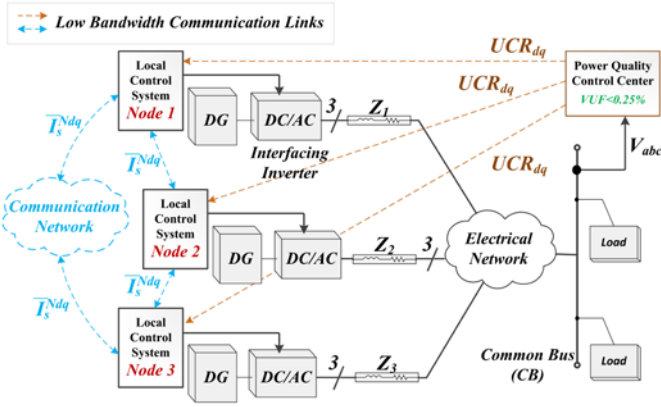 Low Bandwidth Communication Links
Local
Control
System
Node 1
DG
DC/AC
3
Z1
Interfacing
Inverter
UCRdq
UCRdq
UCRdq
Power Quality
Control Center
VUF<0.25%
Vabc
IsNdq
IsNdq
Communication
Network
Local
Control
System
Node 2
DG
DC/AC
Z2
3
Electrical
Network
Load
IsNdq
IsNdq
Local
Control
System
Node 3
DG
DC/AC
3
Z3
Common Bus
(CB)
Load